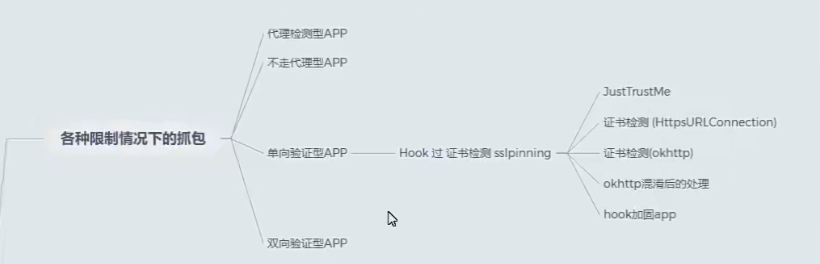 代理检测型APP
不走代理型APP
各种限制情况下的抓包
单向验证型APP
Hook 过 证书检测 sslpinning
JustTrustMe
证书检测 (HttpsURLConnection)
证书检测(okhttp)
okhttp混淆后的处理
hook加固app
双向验证型APP